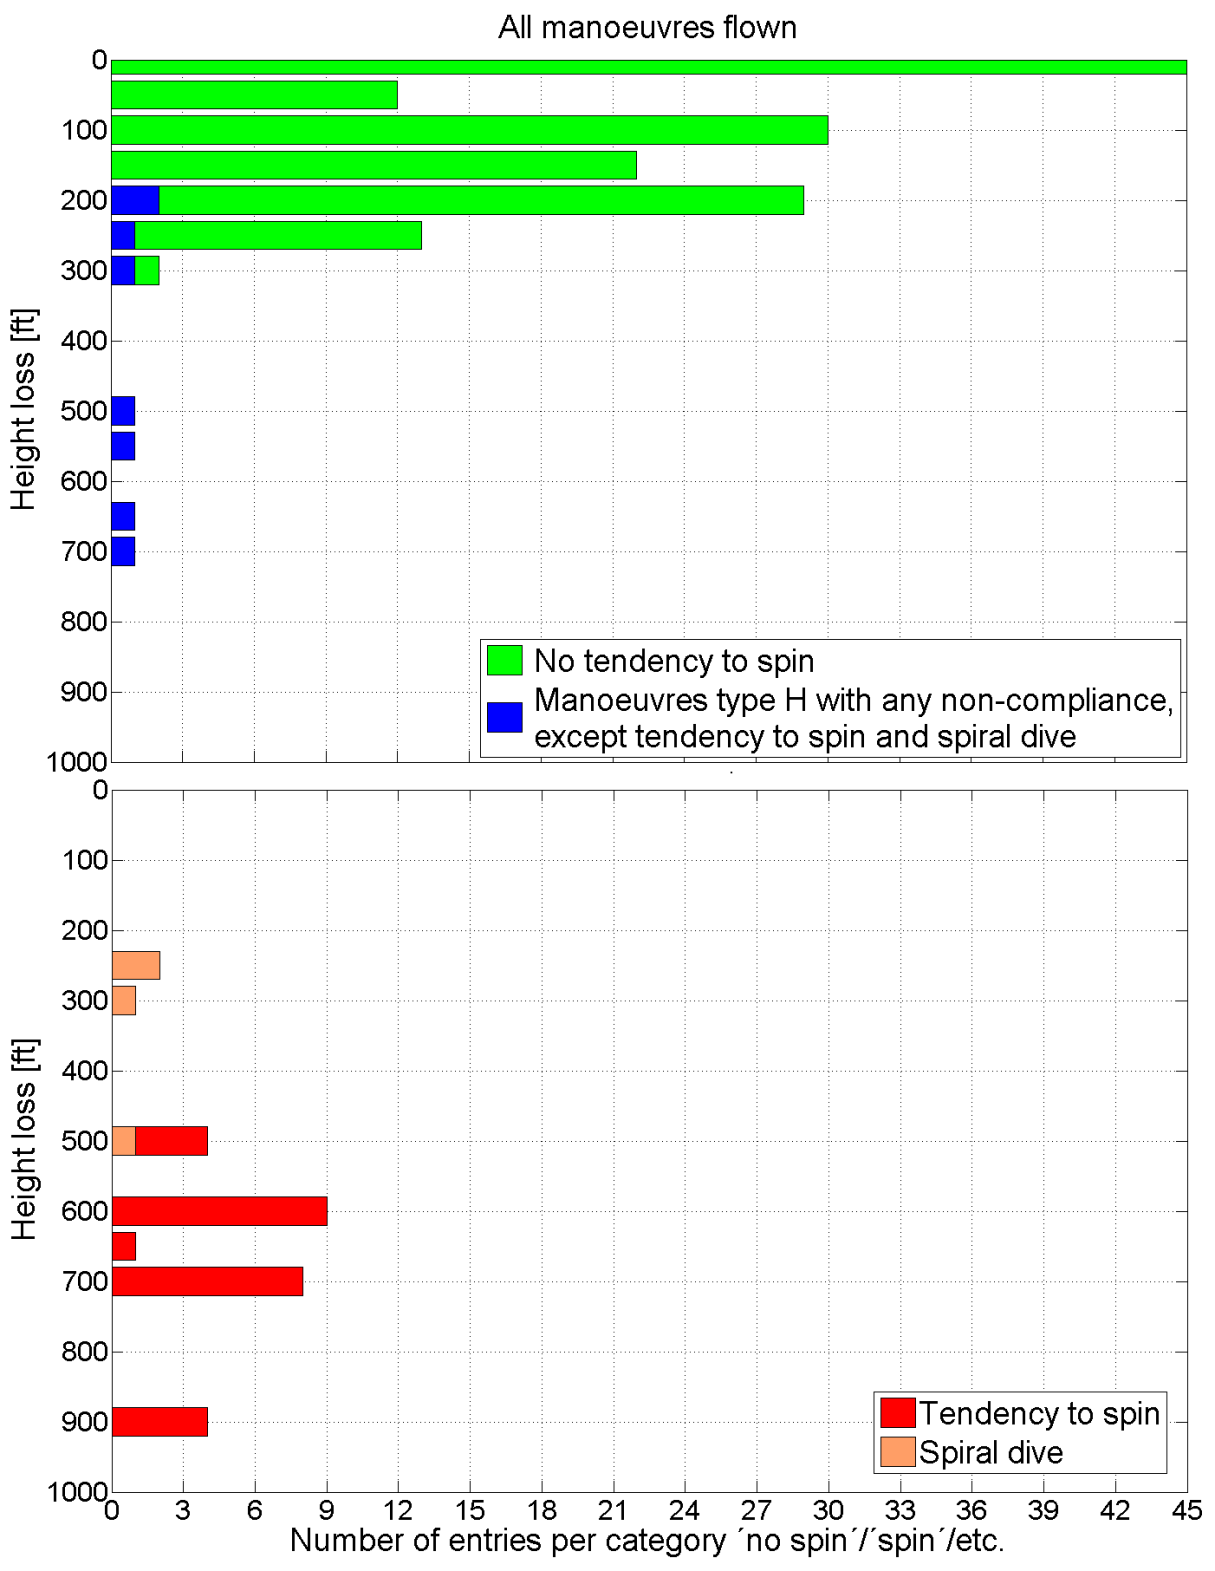 All manoeuvres flown
0
100
200
300
400
500
600
700
800
900
1000
Height loss [ft]
No tendency to spin
Manoeuvres type H with any non-compliance,
except tendency to spin and spiral dive
0
100
200
300
400
500
600
700
800
900
1000
Height loss [ft]
Tendency to spin
Spiral dive
0 3 6 9 12 15 18 21 24 27 30 33 36 39 42 45
Number of entries per category ´no spin´/´spin´/etc.